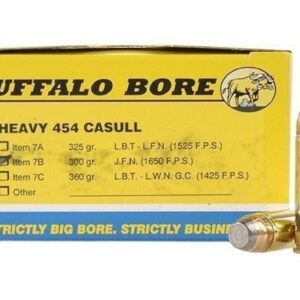 UFFALO BORE
HEAVY 454 CASULL
Item 7A 325 gr. L.B.T - L.F.N. (1525 F.P.S.)
Item 7B 300 gr. J.F.N. (1650 F.P.S.)
Item 7C 360 gr. L.B.T - L.W.N. G.C. (1425 F.P.S.)
Other
TRICTLY BIG BORE. STRICTLY BUSINE